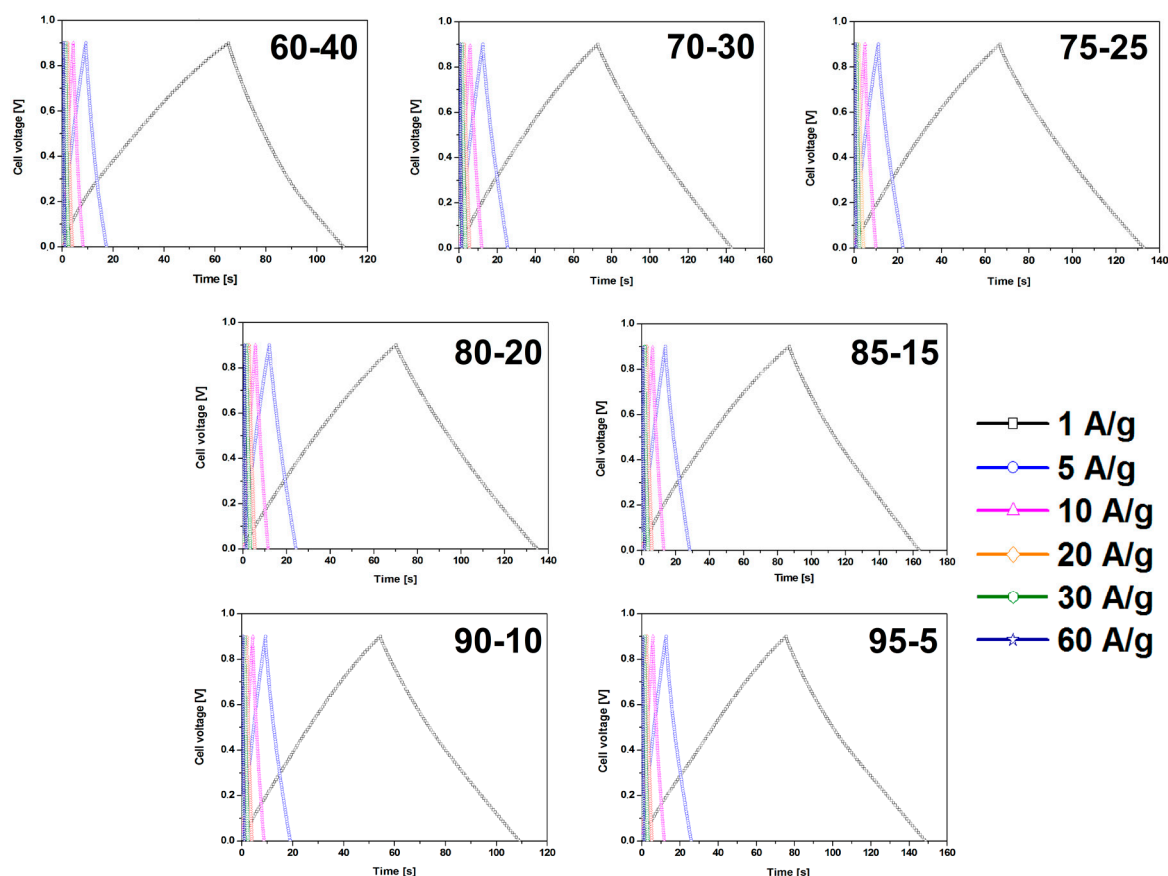 60-40
1.0
0.8
0.6
0.4
0.2
0.0
Cell voltage [V]
0 20 40 60 80 100 120
Time [s]
70-30
1.0
0.8
0.6
0.4
0.2
0.0
Cell voltage [V]
0 20 40 60 80 100 120 140 160
Time [s]
75-25
1.0
0.8
0.6
0.4
0.2
0.0
Cell voltage [V]
0 20 40 60 80 100 120 140
Time [s]
80-20
1.0
0.8
0.6
0.4
0.2
0.0
Cell voltage [V]
0 20 40 60 80 100 120 140
Time [s]
85-15
1.0
0.8
0.6
0.4
0.2
0.0
Cell voltage [V]
0 20 40 60 80 100 120 140 160 180
Time [s]
1 A/g
5 A/g
10 A/g
20 A/g
30 A/g
60 A/g
90-10
1.0
0.8
0.6
0.4
0.2
0.0
Cell voltage [V]
0 20 40 60 80 100 120
Time [s]
95-5
1.0
0.8
0.6
0.4
0.2
0.0
Cell voltage [V]
0 20 40 60 80 100 120 140 160
Time [s]